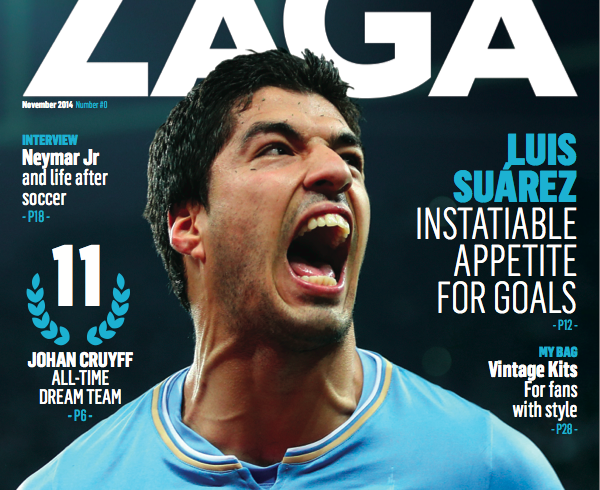 ZAGA
November 2014 Number #0
INTERVIEW
Neymar Jr
and life after
soccer
- P18 -
11
JOHAN CRUYFF
ALL-TIME
DREAM TEAM
- P6 -
LUIS
SUÁREZ
INSTATIABLE
APPETITE
FOR GOALS
- P12 -
MY BAG
Vintage Kits
For fans
with style
- P28 -